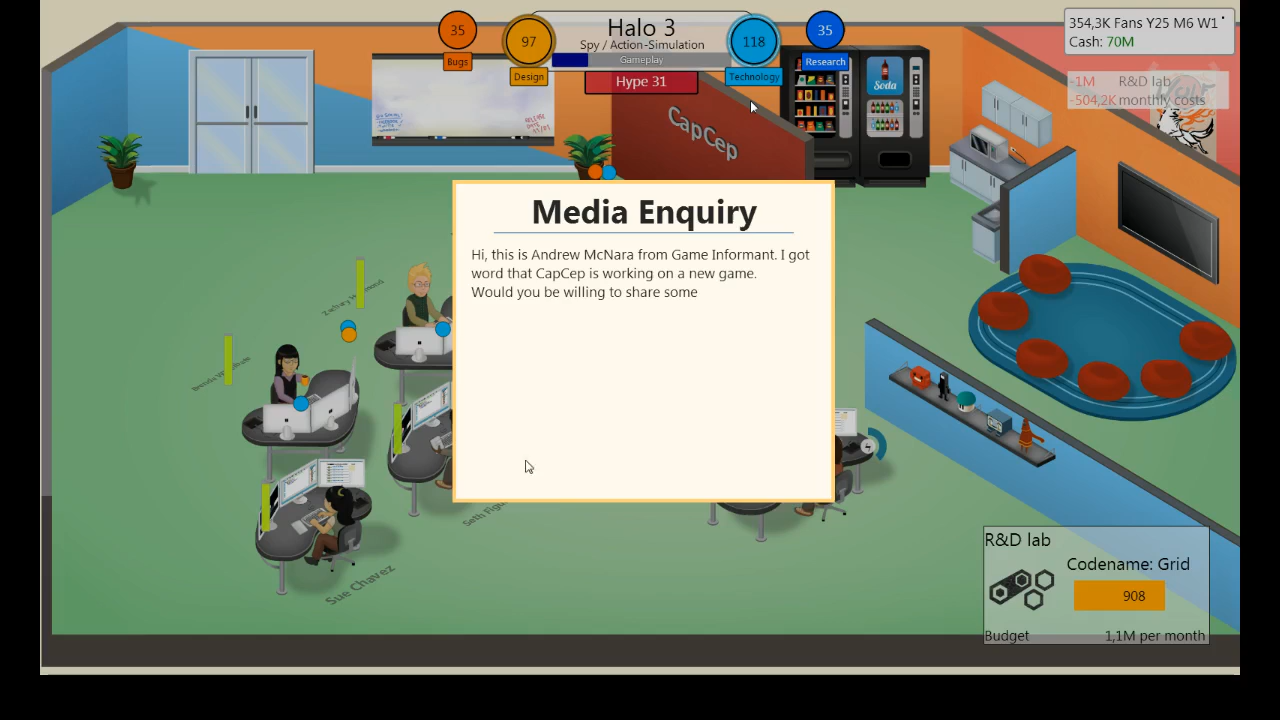 35
Bugs
97
Design
Halo 3
Spy / Action-Simulation
Gameplay
Hype 31
118
Technology
35
Research
354,3K Fans Y25 M6 W1
Cash: 70M
-1M R&D lab
-504,2K monthly costs
CapCep
Soda
Media Enquiry
Hi, this is Andrew McNara from Game Informant. I got
word that CapCep is working on a new game.
Would you be willing to share some
Sue Chavez
R&D lab
Codename: Grid
908
Budget 1,1M per month